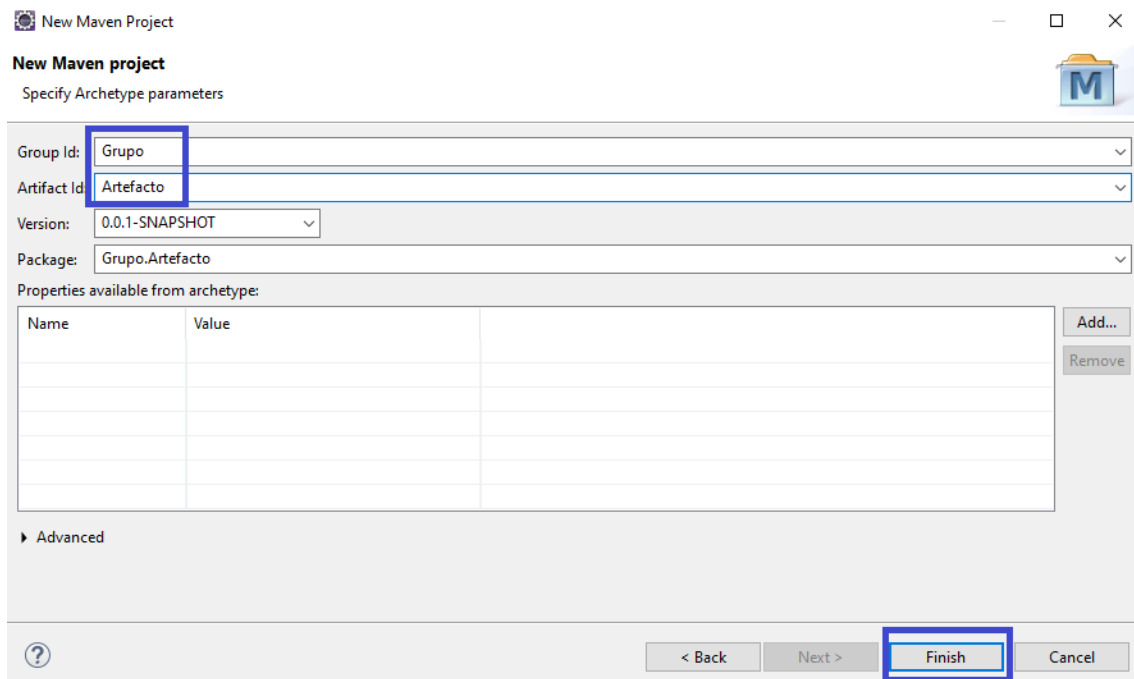 New Maven Project
New Maven project
Specify Archetype parameters
M
Group Id: Grupo
Artifact Id: Artefacto
Version: 0.0.1-SNAPSHOT
Package: Grupo.Artefacto
Properties available from archetype:
Name Value
Add...
Remove
Advanced
? < Back Next > Finish Cancel